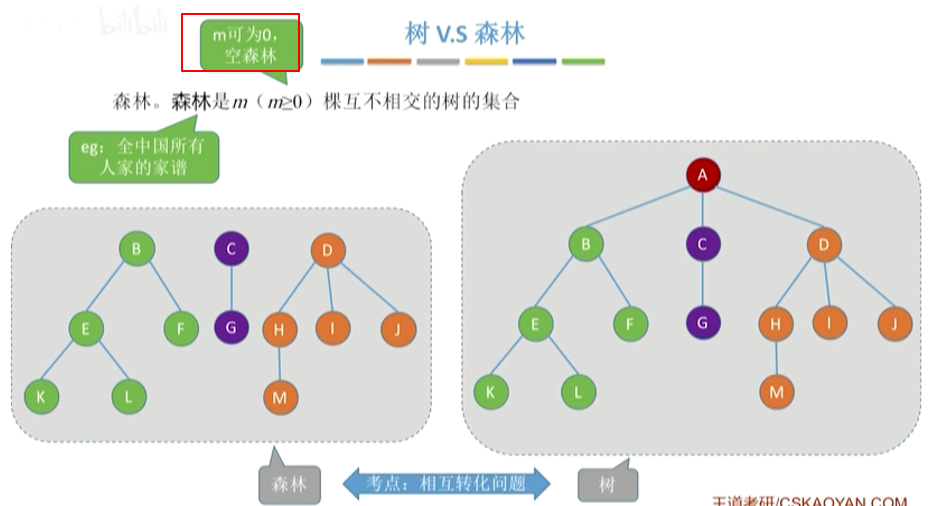 bilibili
m可为0，
空森林
树 V.S 森林
森林。森林是m（m≥0）棵互不相交的树的集合
eg：全中国所有
人家的家谱
B C D
E F G H I J
K L M
A
B C D
E F G H I J
K L M
森林
考点：相互转化问题
树
王道考研/CSKAOYAN.COM